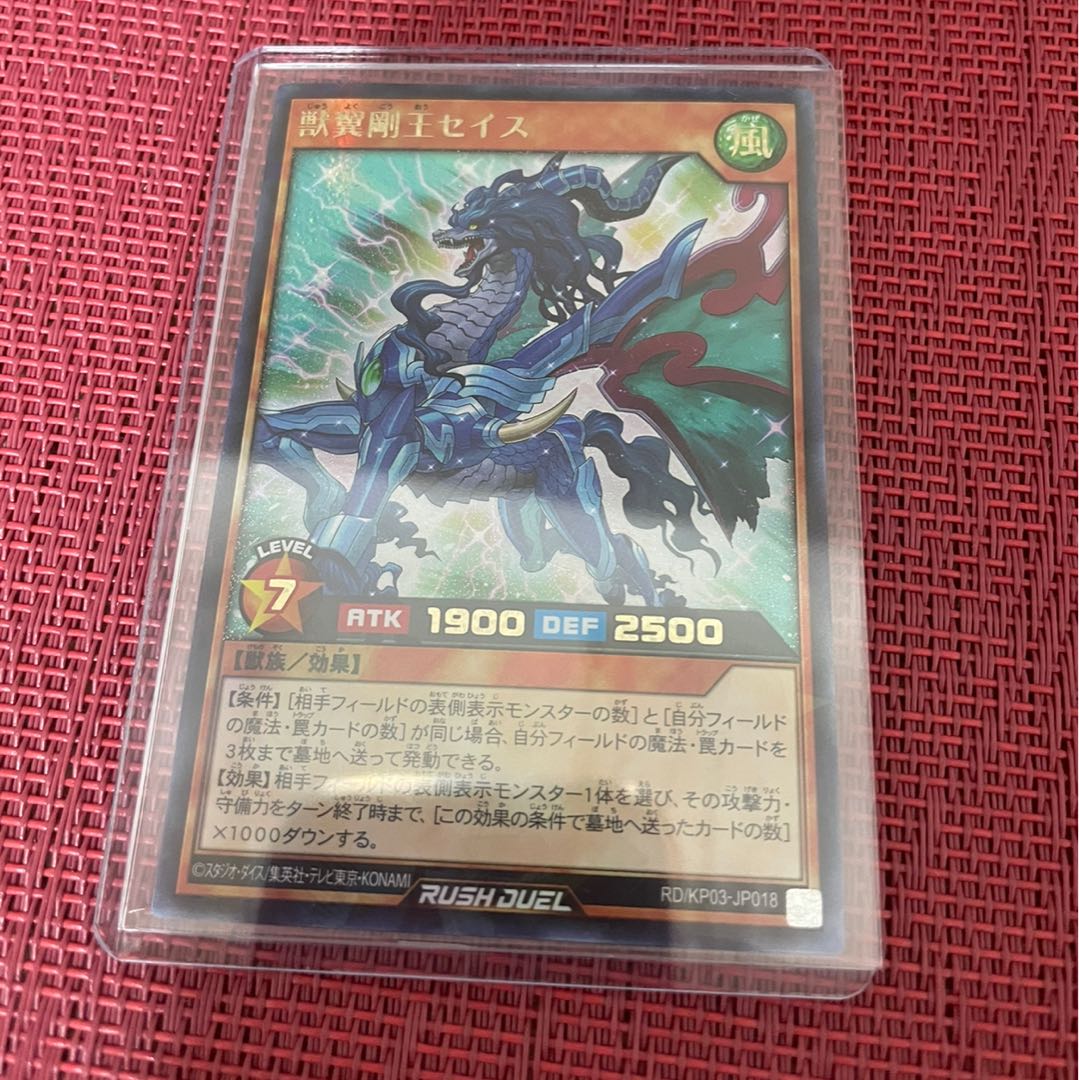 獣翼剛王セイス
風
LEVEL
7
ATK 1900 DEF 2500
【獣族／効果】
【条件】[相手フィールドの表側表示モンスターの数]と[自分フィールド
の魔法・罠カードの数]が同じ場合、自分フィールドの魔法・罠カードを
3枚まで墓地へ送って発動できる。
【効果】相手フィールドの表側表示モンスター1体を選び、その攻撃力・
守備力をターン終了時まで、[この効果の条件で墓地へ送ったカードの数]
×1000ダウンする。
©スタジオ・ダイス/集英社・テレビ東京・KONAMI
RUSH DUEL
RD/KP03-JP018